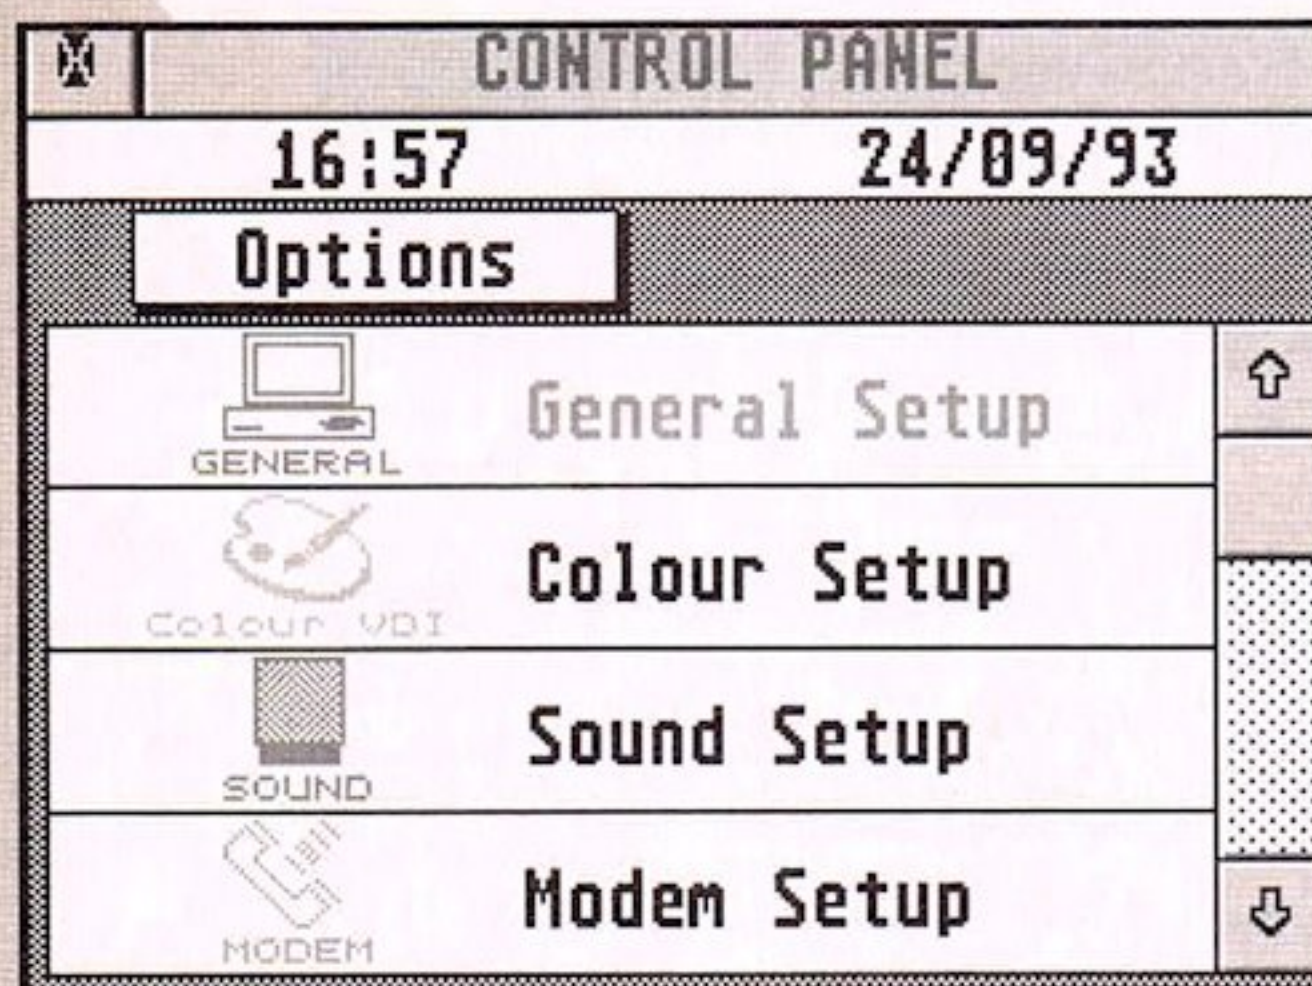 CONTROL PANEL
16:57 24/09/93
Options
GENERAL General Setup
Colour VDI Colour Setup
SOUND Sound Setup
MODEM Modem Setup